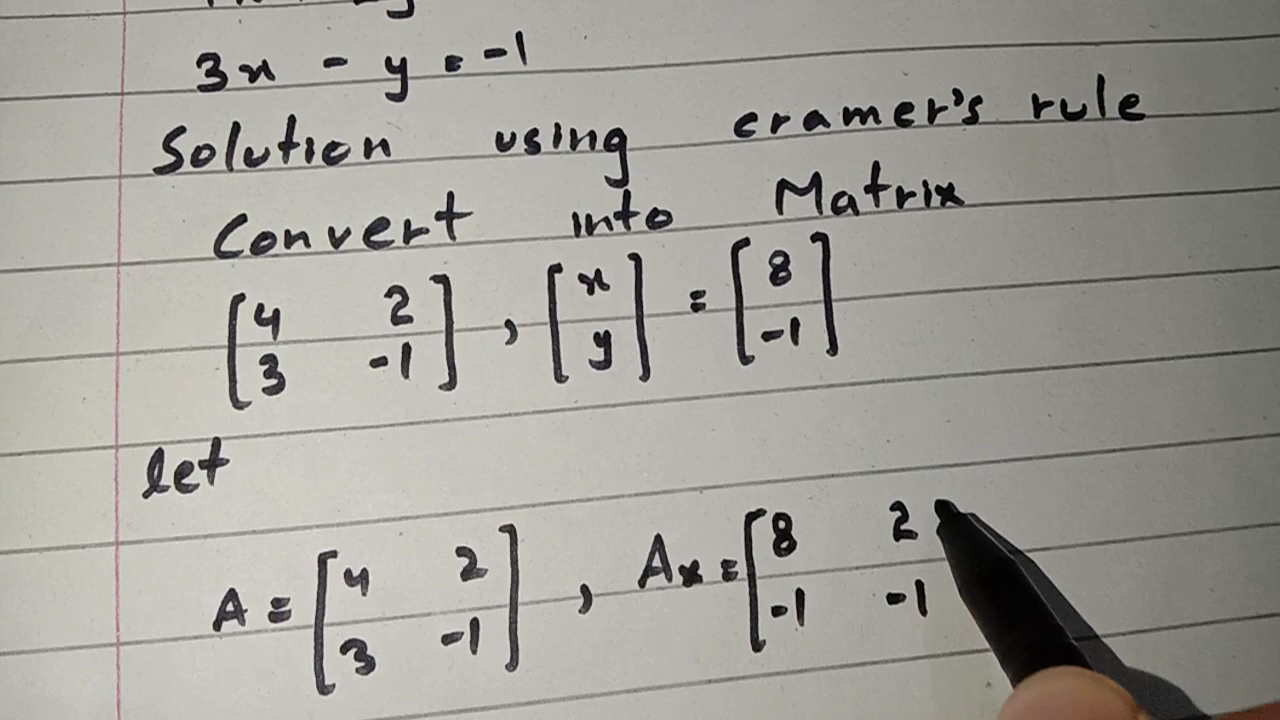 3x - y = -1
Solution using cramer's rule
Convert into Matrix
[4 2
3 -1], [x
y] = [8
-1]
let
A = [4 2
3 -1], Ax = [8 2
-1 -1